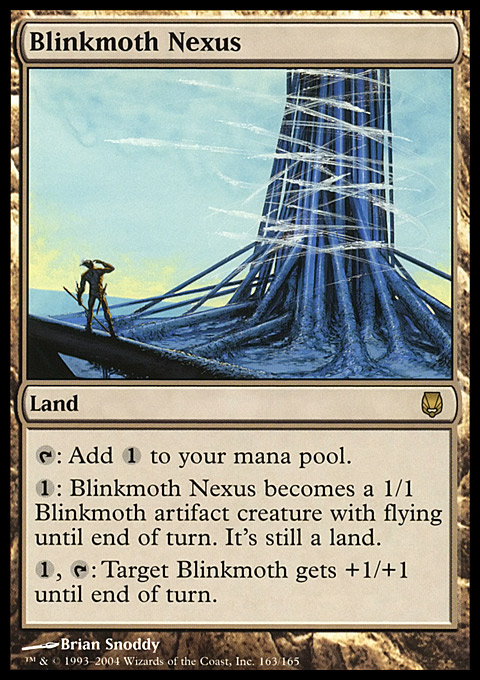 Blinkmoth Nexus
Land
: Add 1 to your mana pool.
1: Blinkmoth Nexus becomes a 1/1
Blinkmoth artifact creature with flying
until end of turn. It's still a land.
1, : Target Blinkmoth gets +1/+1
until end of turn.
Brian Snoddy
™ & © 1993–2004 Wizards of the Coast, Inc. 163/165